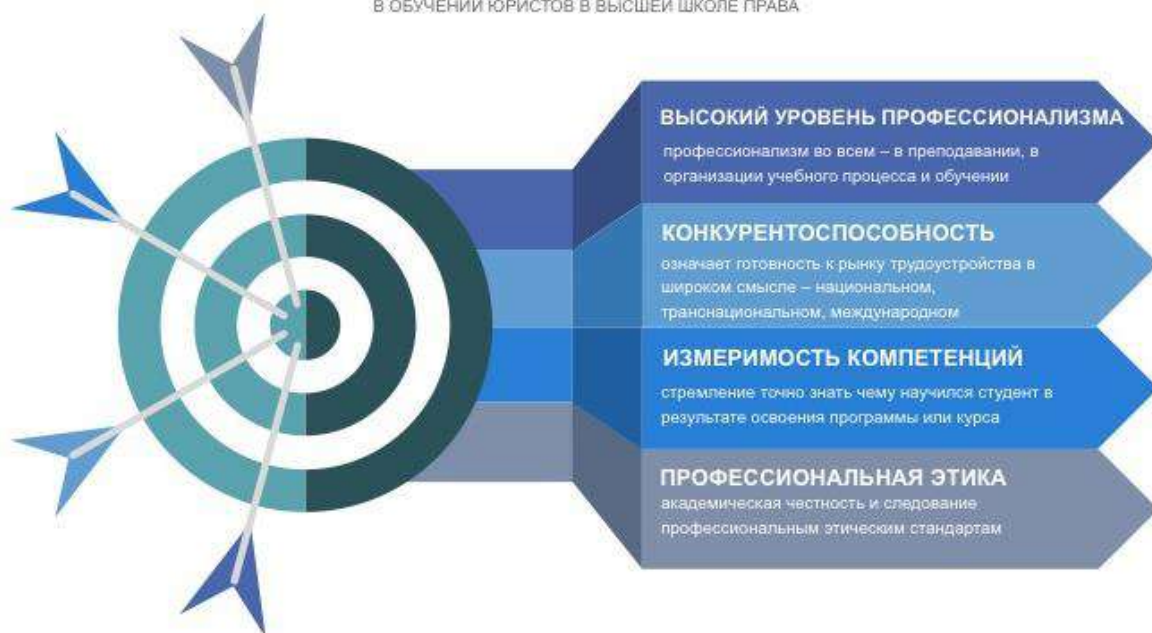 В ОБУЧЕНИИ ЮРИСТОВ В ВЫСШЕЙ ШКОЛЕ ПРАВА
ВЫСОКИЙ УРОВЕНЬ ПРОФЕССИОНАЛИЗМА
профессионализм во всем – в преподавании, в
организации учебного процесса и обучении
КОНКУРЕНТОСПОСОБНОСТЬ
означает готовность к рынку трудоустройства в
широком смысле – национальном,
транснациональном, международном
ИЗМЕРИМОСТЬ КОМПЕТЕНЦИЙ
стремление точно знать чему научился студент в
результате освоения программы или курса
ПРОФЕССИОНАЛЬНАЯ ЭТИКА
академическая честность и следование
профессиональным этическим стандартам